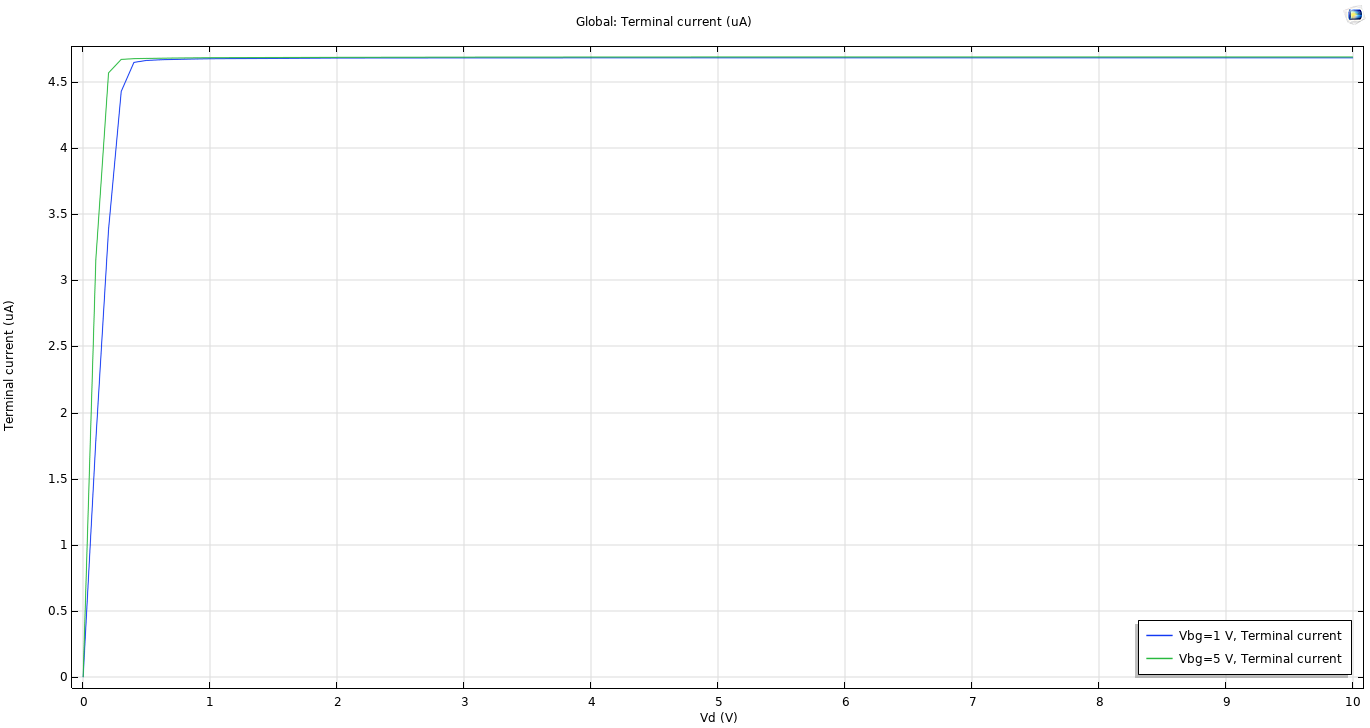 Global: Terminal current (uA)
4.5
4
3.5
3
2.5
2
1.5
1
0.5
0
Terminal current (uA)
Vbg=1 V, Terminal current
Vbg=5 V, Terminal current
0 1 2 3 4 5 6 7 8 9 10
Vd (V)